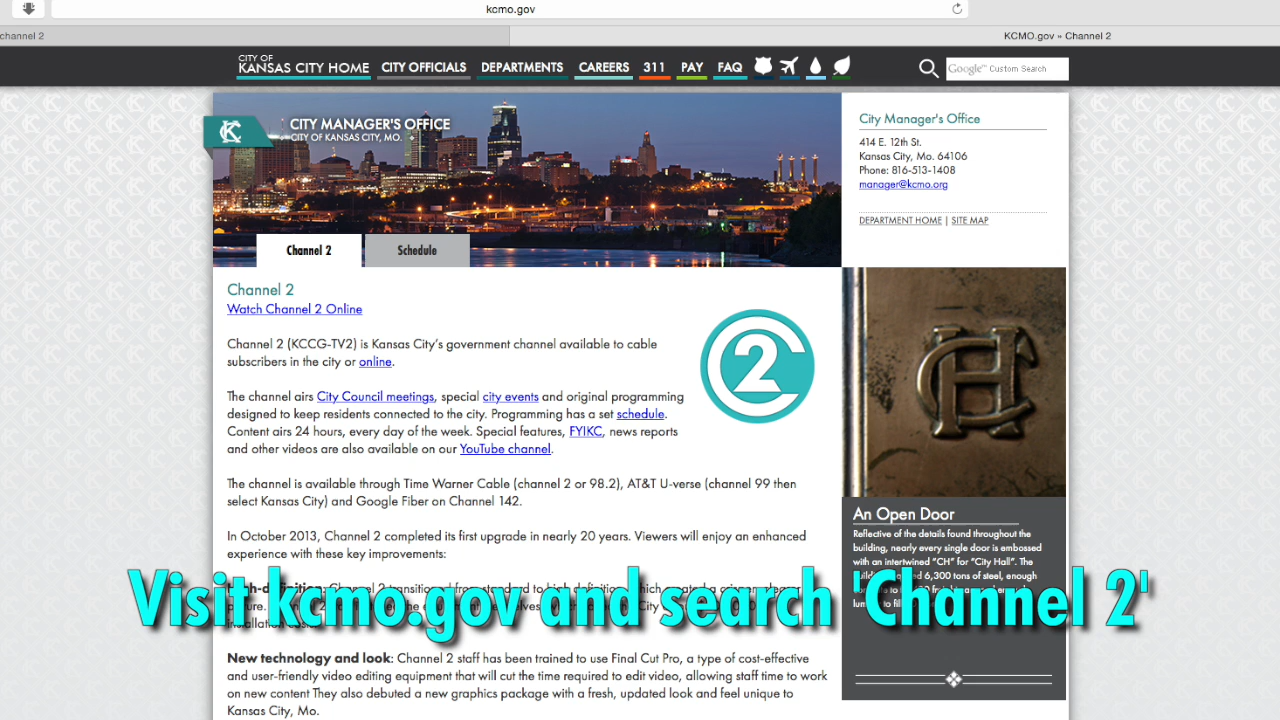 kcmo.gov
channel 2
KCMO.gov » Channel 2
CITY OF
KANSAS CITY HOME
CITY OFFICIALS
DEPARTMENTS
CAREERS
311
PAY
FAQ
Google™ Custom Search
KC
CITY MANAGER'S OFFICE
CITY OF KANSAS CITY, MO.
Channel 2
Schedule
City Manager's Office
414 E. 12th St.
Kansas City, Mo. 64106
Phone: 816-513-1408
manager@kcmo.org
DEPARTMENT HOME | SITE MAP
Channel 2
Watch Channel 2 Online
Channel 2 (KCCG-TV2) is Kansas City's government channel available to cable
subscribers in the city or online.
The channel airs City Council meetings, special city events and original programming
designed to keep residents connected to the city. Programming has a set schedule.
Content airs 24 hours, every day of the week. Special features, FYIKC, news reports
and other videos are also available on our YouTube channel.
2
The channel is available through Time Warner Cable (channel 2 or 98.2), AT&T U-verse (channel 99 then
select Kansas City) and Google Fiber on Channel 142.
In October 2013, Channel 2 completed its first upgrade in nearly 20 years. Viewers will enjoy an enhanced
experience with these key improvements:
Visit kcmo.gov and search 'Channel 2'
New technology and look: Channel 2 staff has been trained to use Final Cut Pro, a type of cost-effective
and user-friendly video editing equipment that will cut the time required to edit video, allowing staff time to work
on new content They also debuted a new graphics package with a fresh, updated look and feel unique to
Kansas City, Mo.
CH
An Open Door
Reflective of the details found throughout the
building, nearly every single door is embossed
with an intertwined "CH" for "City Hall". The
6,300 tons of steel, enough